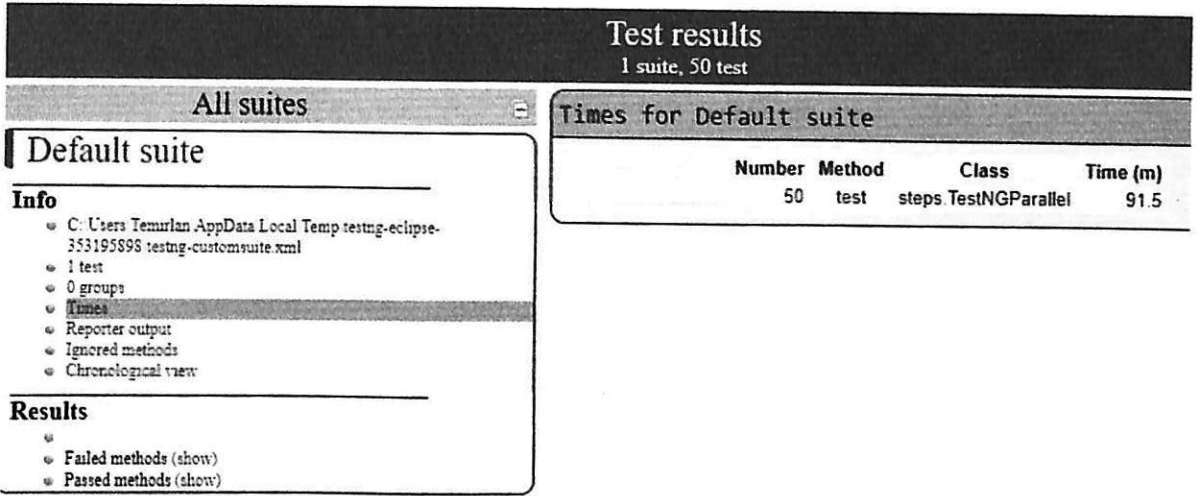 Test results
1 suite, 50 test
All suites
Default suite
Info
C: Users Temurlan AppData Local Temp testng-eclipse-
353195898 testng-customsuite.xml
1 test
0 groups
Times
Reporter output
Ignored methods
Chronological view
Results
Failed methods (show)
Passed methods (show)
Times for Default suite
Number Method Class Time (m)
50 test steps.TestNGParallel 91.5